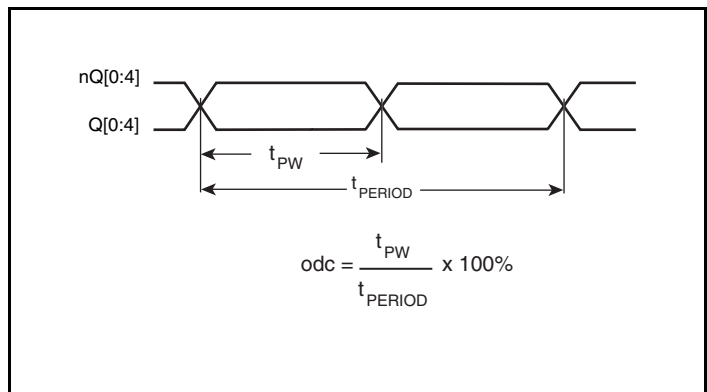 nQ[0:4]
Q[0:4]
tPW
tPERIOD
odc = tPW / tPERIOD x 100%